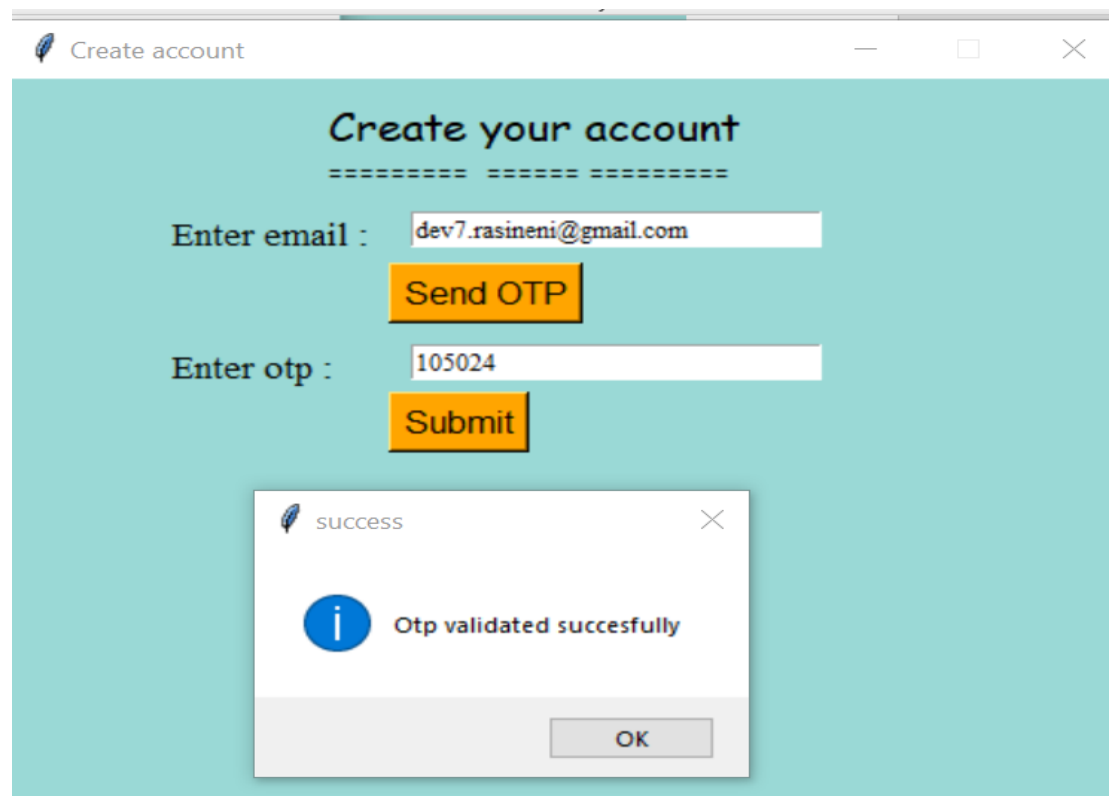 Create account
Create your account
========= ====== =========
Enter email : dev7.rasineni@gmail.com
Send OTP
Enter otp : 105024
Submit
success
i Otp validated succesfully
OK